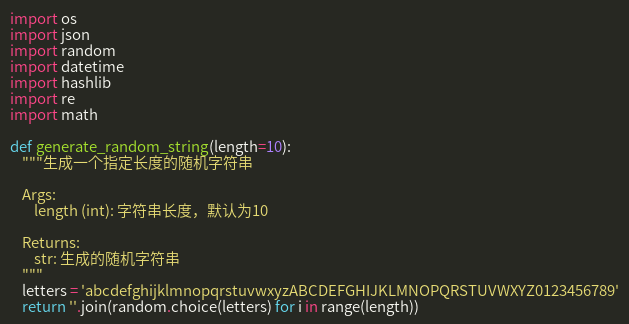 import os
import json
import random
import datetime
import hashlib
import re
import math

def generate_random_string(length=10):
    """生成一个指定长度的随机字符串

    Args:
        length (int): 字符串长度，默认为10

    Returns:
        str: 生成的随机字符串
    """
    letters = 'abcdefghijklmnopqrstuvwxyzABCDEFGHIJKLMNOPQRSTUVWXYZ0123456789'
    return ''.join(random.choice(letters) for i in range(length))